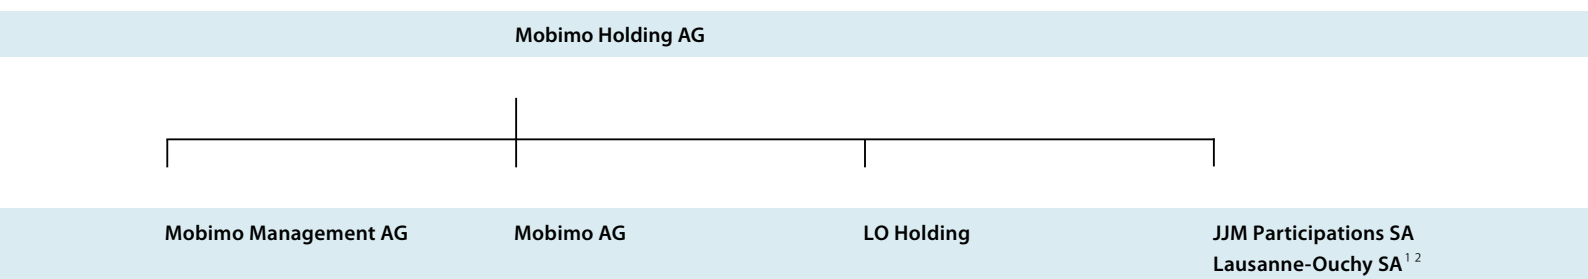 Mobimo Holding AG
Mobimo Management AG
Mobimo AG
LO Holding
JJM Participations SA
Lausanne-Ouchy SA¹ ²